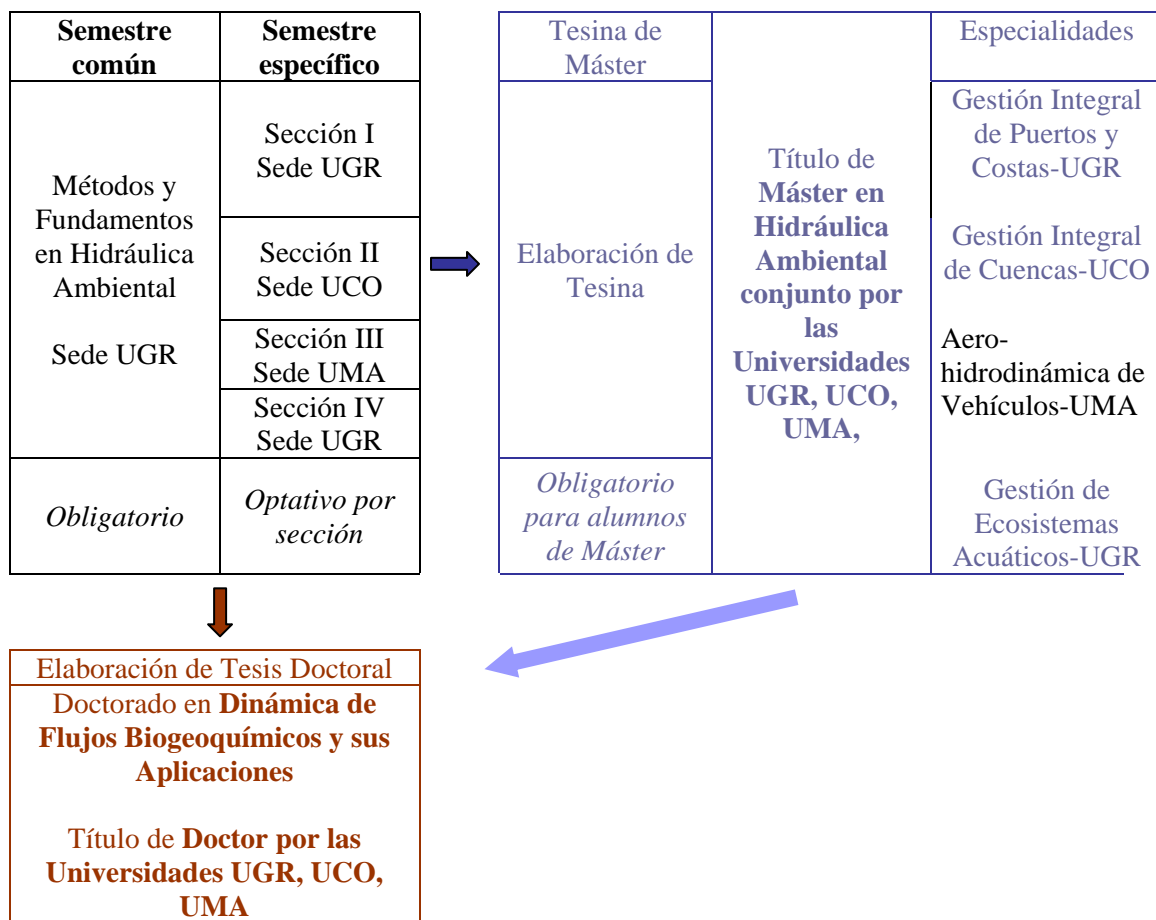 Semestre
común
Semestre
específico
Métodos y
Fundamentos
en Hidráulica
Ambiental
Sede UGR
Sección I
Sede UGR
Sección II
Sede UCO
Sección III
Sede UMA
Sección IV
Sede UGR
Obligatorio
Optativo por
sección
Tesina de
Máster
Elaboración de
Tesina
Obligatorio
para alumnos
de Máster
Título de
Máster en
Hidráulica
Ambiental
conjunto por
las
Universidades
UGR, UCO,
UMA,
Especialidades
Gestión Integral
de Puertos y
Costas-UGR
Gestión Integral
de Cuencas-UCO
Aero-
hidrodinámica de
Vehículos-UMA
Gestión de
Ecosistemas
Acuáticos-UGR
Elaboración de Tesis Doctoral
Doctorado en Dinámica de
Flujos Biogeoquímicos y sus
Aplicaciones
Título de Doctor por las
Universidades UGR, UCO,
UMA